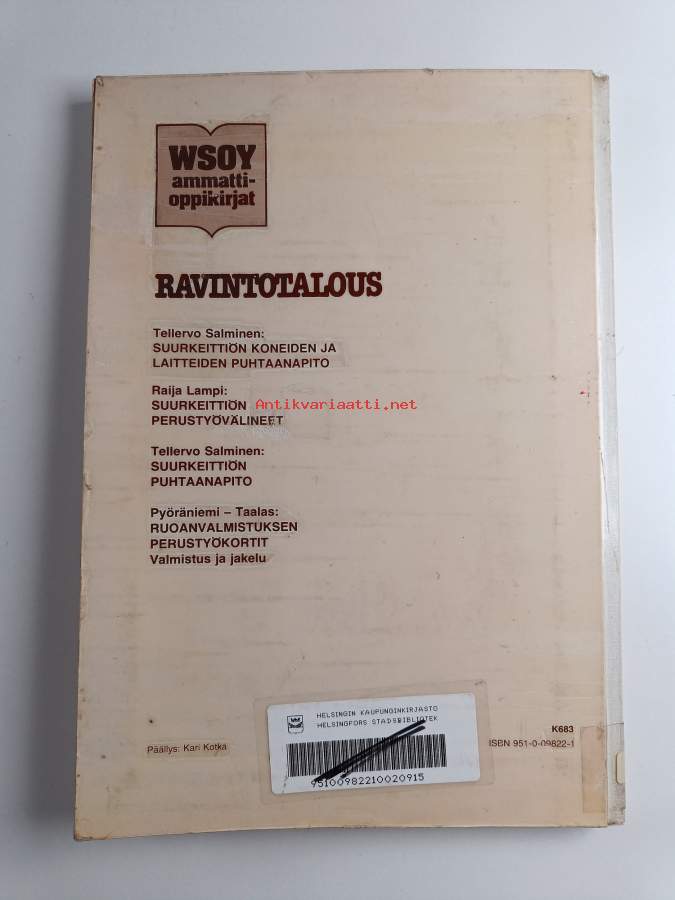 WSOY
ammatti-
oppikirjat
RAVINTOTALOUS
Tellervo Salminen:
SUURKEITTIÖN KONEIDEN JA
LAITTEIDEN PUHTAANAPITO
Raija Lampi:
SUURKEITTIÖN
Antikvariaatti.net
PERUSTYÖVÄLINEET
Tellervo Salminen:
SUURKEITTIÖN
PUHTAANAPITO
Pyöräniemi – Taalas:
RUOANVALMISTUKSEN
PERUSTYÖKORTIT
Valmistus ja jakelu
HELSINGIN KAUPUNGINKIRJASTO
HELSINGFORS STADSBIBLIOTEK
95100982210020915
Päällys: Kari Kotka
K683
ISBN 951-0-09822-1